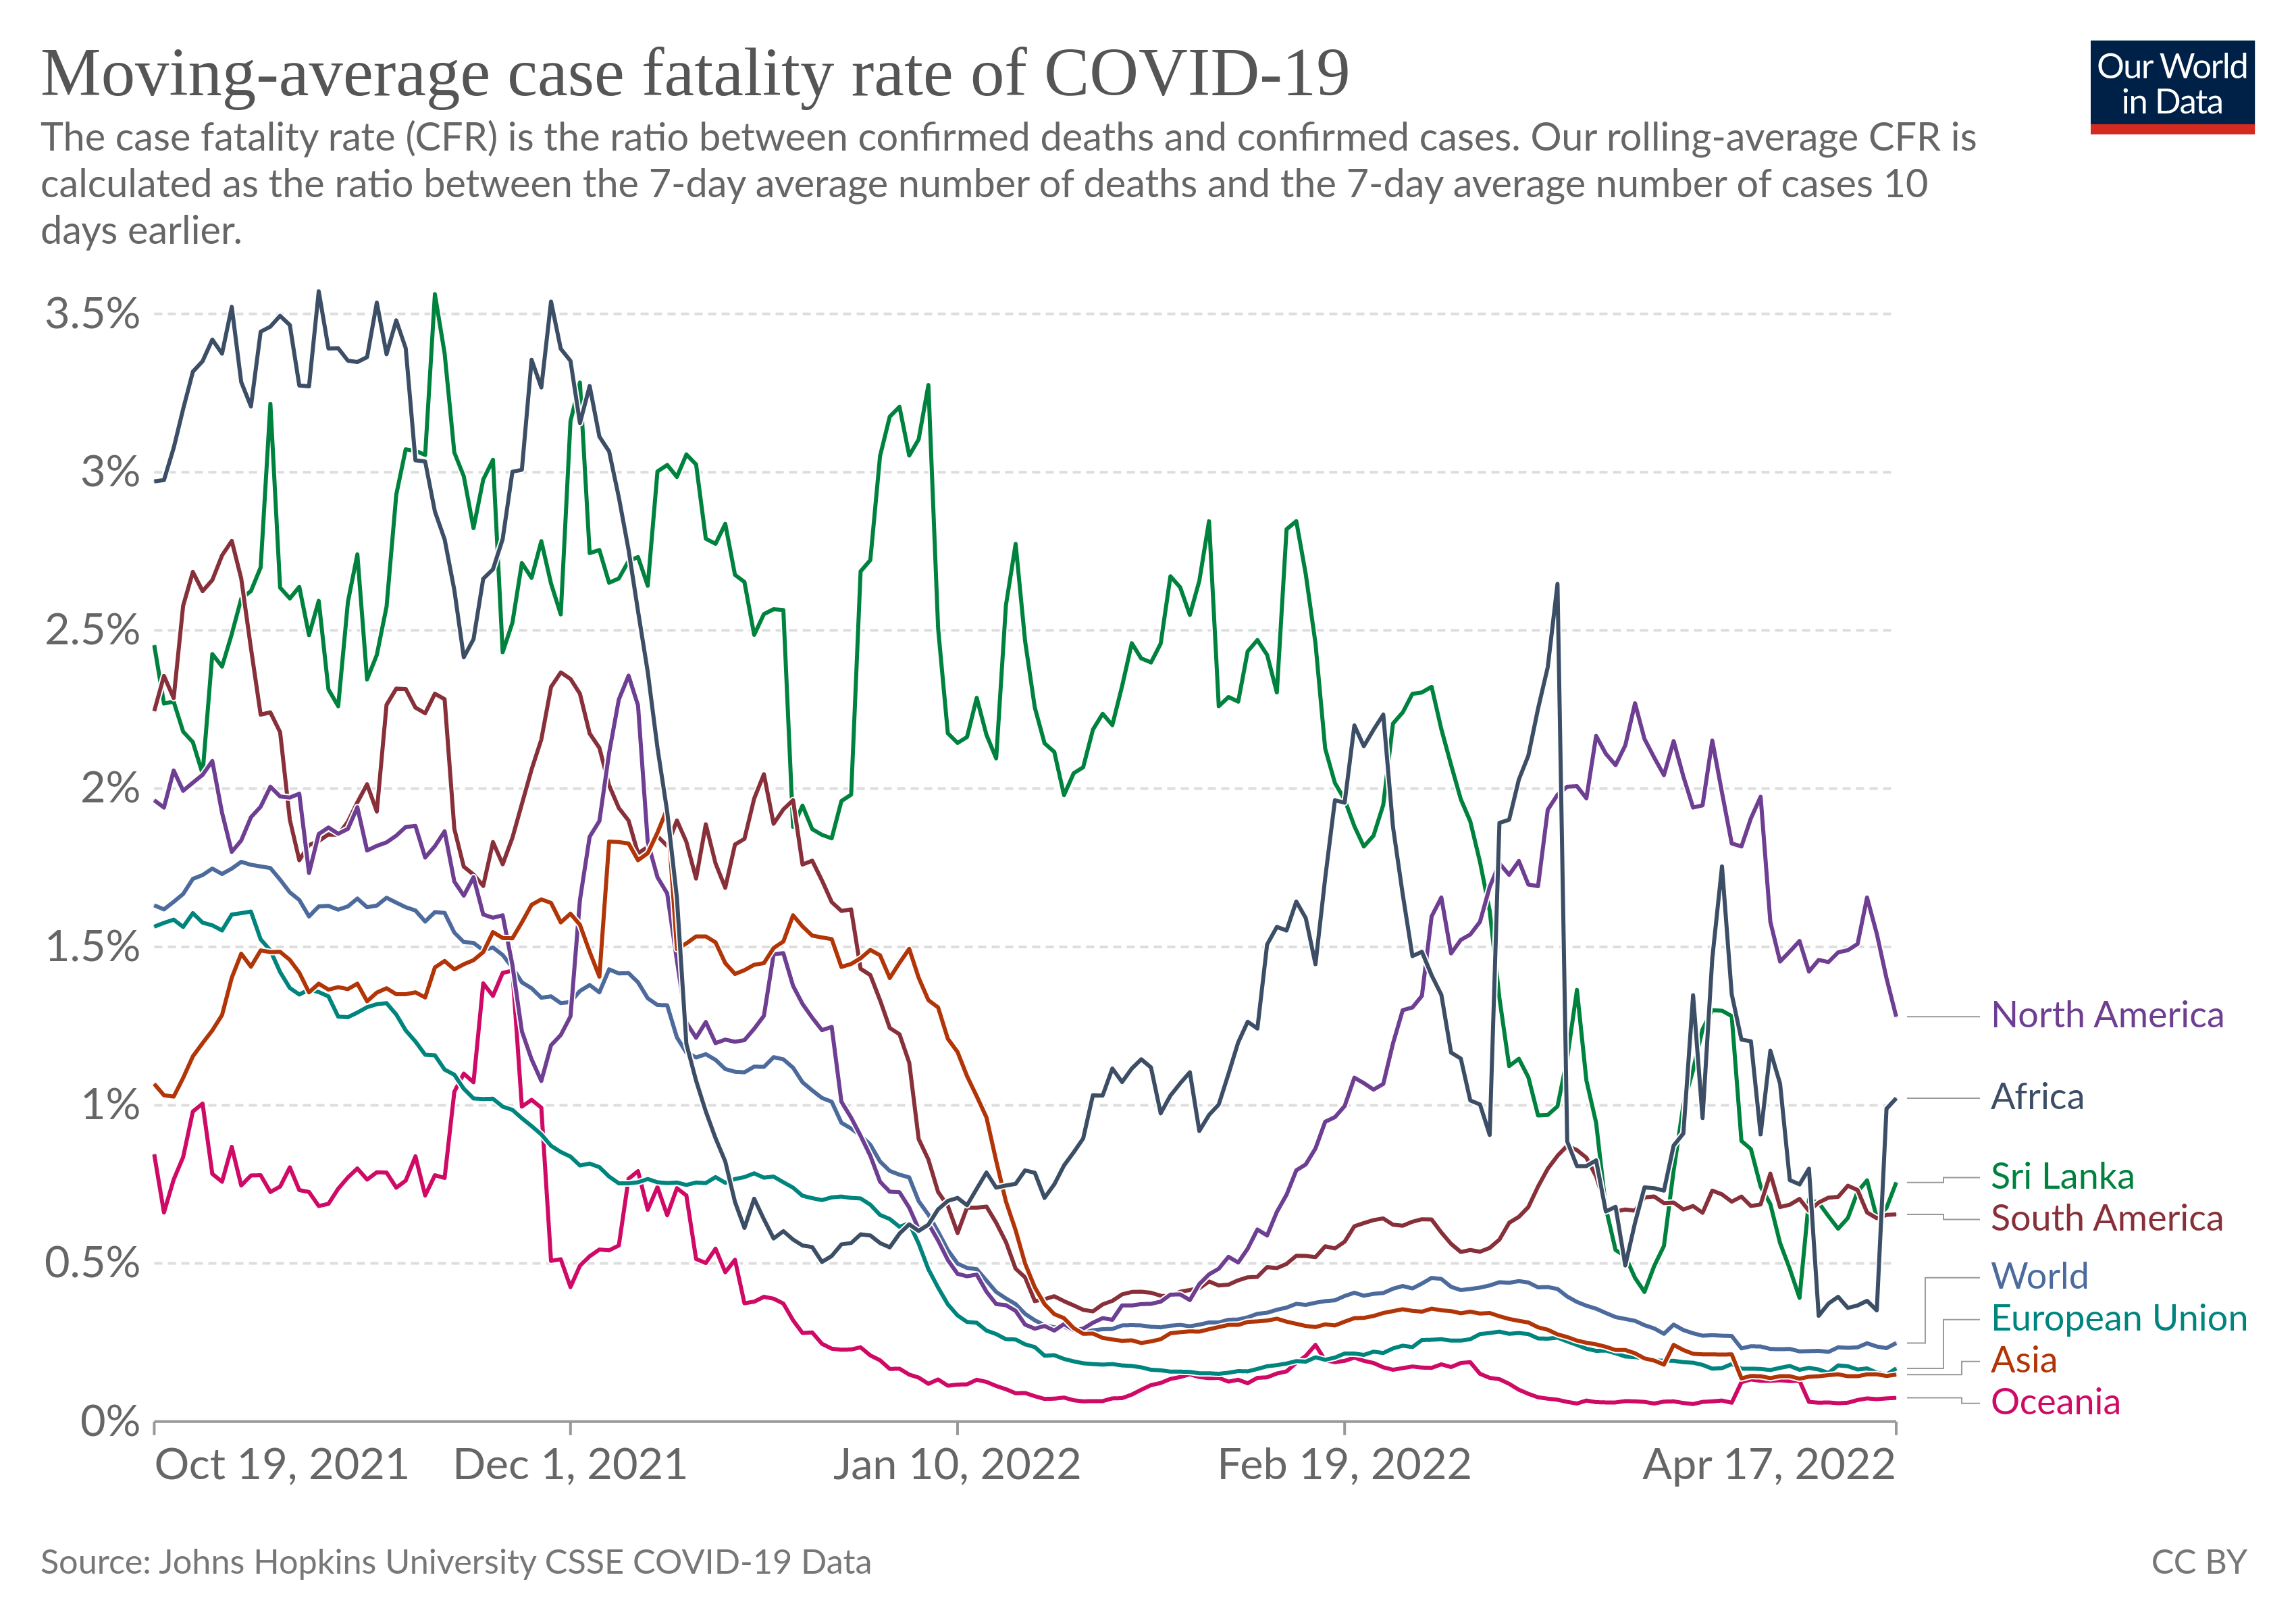 Moving-average case fatality rate of COVID-19
Our World
in Data
The case fatality rate (CFR) is the ratio between confirmed deaths and confirmed cases. Our rolling-average CFR is
calculated as the ratio between the 7-day average number of deaths and the 7-day average number of cases 10
days earlier.
3.5%
3%
2.5%
2%
1.5%
1%
0.5%
0%
North America
Africa
Sri Lanka
South America
World
European Union
Asia
Oceania
Oct 19, 2021
Dec 1, 2021
Jan 10, 2022
Feb 19, 2022
Apr 17, 2022
Source: Johns Hopkins University CSSE COVID-19 Data
CC BY